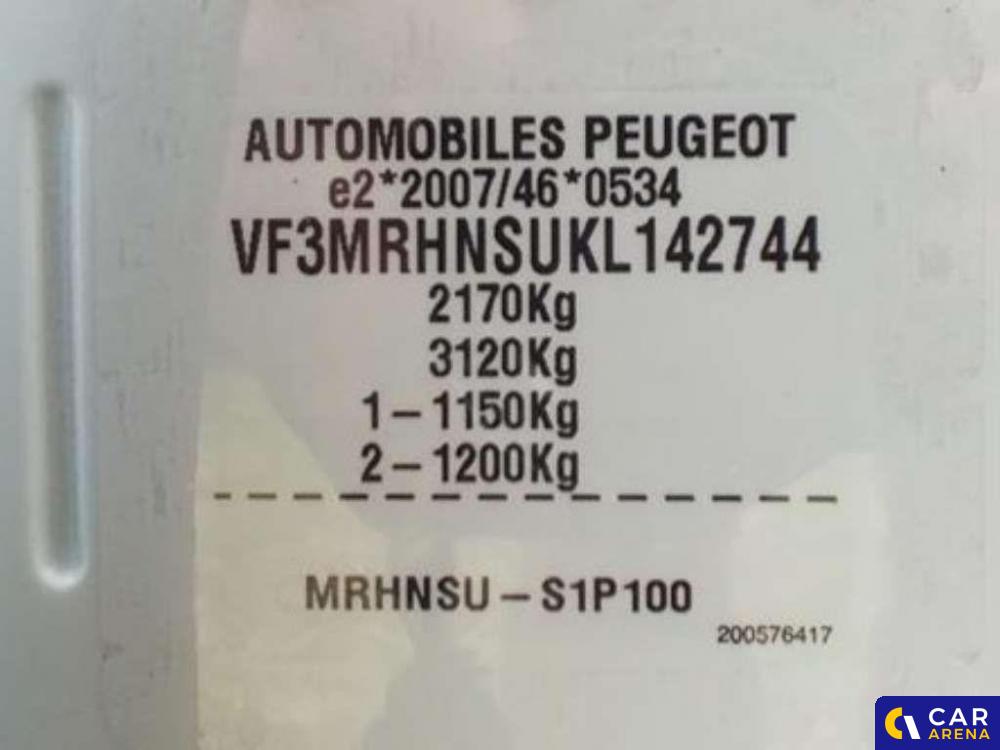 AUTOMOBILES PEUGEOT
e2*2007/46*0534
VF3MRHNSUKL142744
2170Kg
3120Kg
1-1150Kg
2-1200Kg
MRHNSU-S1P100
200576417
CAR
ARENA